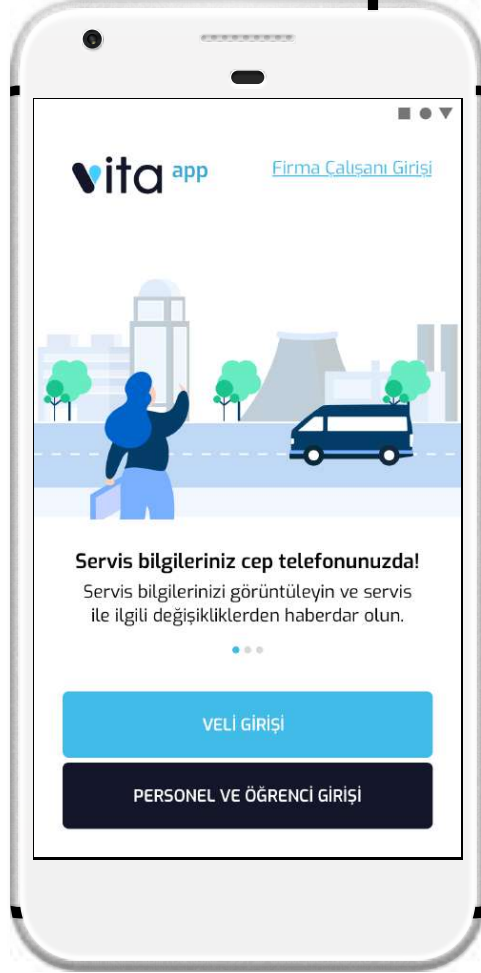 vita app
Firma Çalışanı Girişi
Servis bilgileriniz cep telefonunuzda!
Servis bilgilerinizi görüntüleyin ve servis
ile ilgili değişikliklerden haberdar olun.
VELİ GİRİŞİ
PERSONEL VE ÖĞRENCİ GİRİŞİ